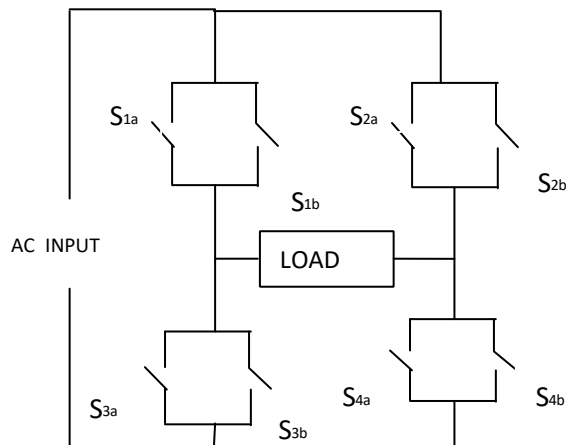 S1a
S2a
S2b
S1b
AC INPUT
LOAD
S3a
S3b
S4a
S4b